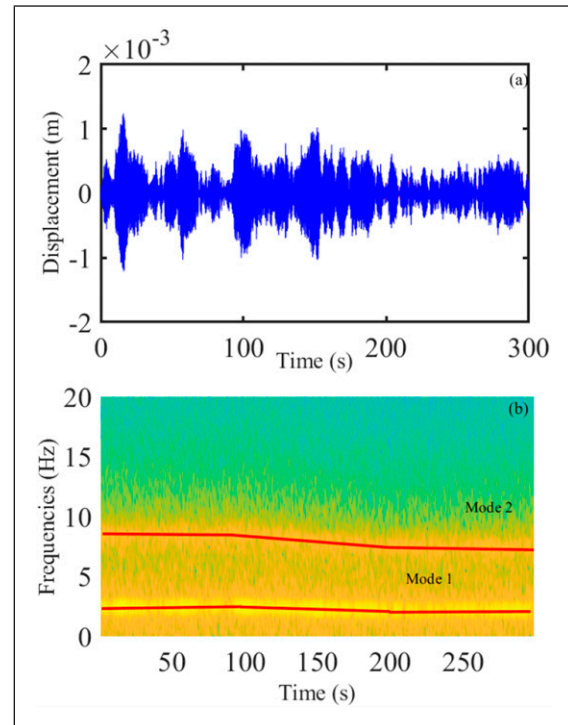 ×10⁻³
(a)
2
1
0
-1
-2
Displacement (m)
0 100 200 300
Time (s)
(b)
20
15
10
5
0
Frequencies (Hz)
Mode 2
Mode 1
50 100 150 200 250
Time (s)